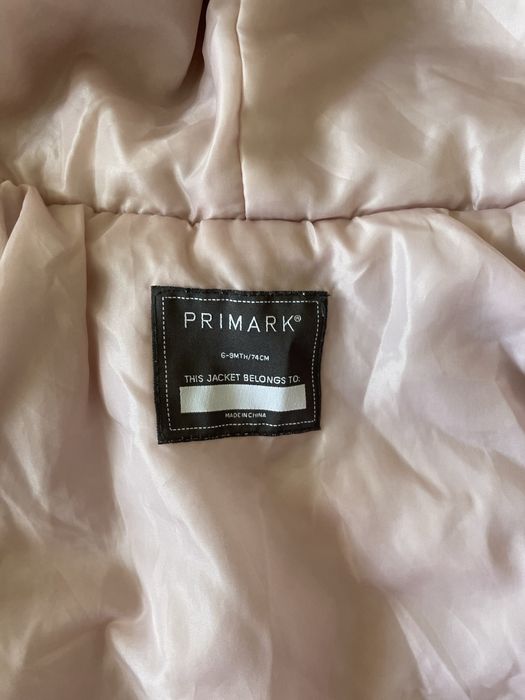 PRIMARK®
6-9MTH/74CM
THIS JACKET BELONGS TO:
MADE IN CHINA